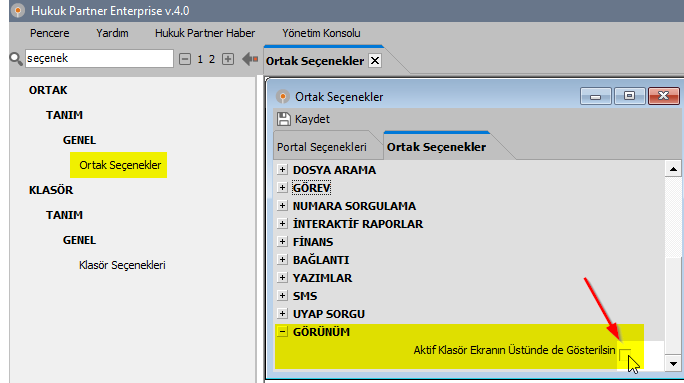 Hukuk Partner Enterprise v.4.0
Pencere Yardım Hukuk Partner Haber Yönetim Konsolu
seçenek 1 2
Ortak Seçenekler
ORTAK
TANIM
GENEL
Ortak Seçenekler
KLASÖR
TANIM
GENEL
Klasör Seçenekleri
Ortak Seçenekler
Kaydet
Portal Seçenekleri Ortak Seçenekler
DOSYA ARAMA
GÖREV
NUMARA SORGULAMA
İNTERAKTİF RAPORLAR
FİNANS
BAĞLANTI
YAZIMLAR
SMS
UYAP SORGU
GÖRÜNÜM
Aktif Klasör Ekranın Üstünde de Gösterilsin